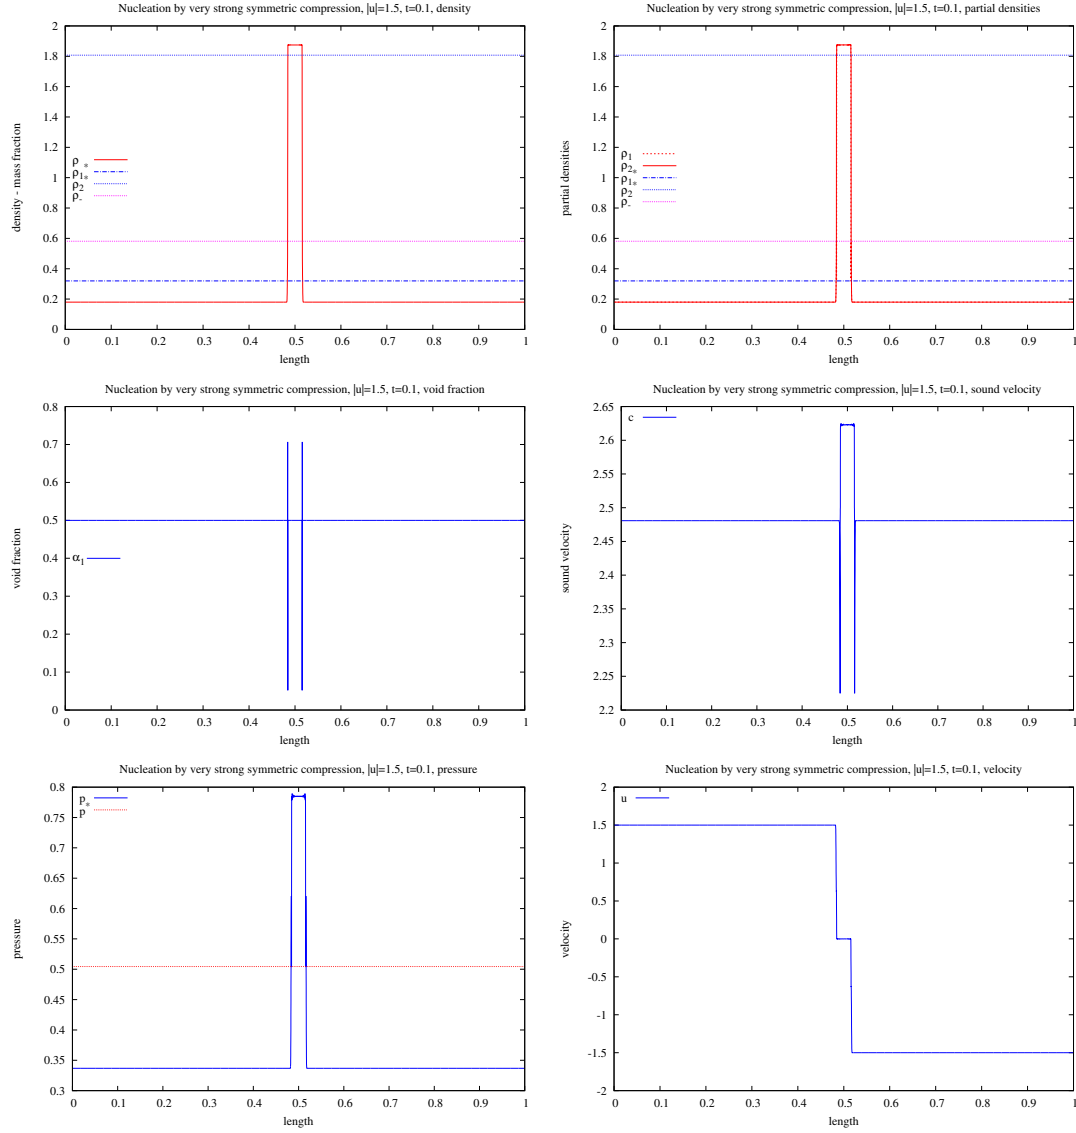 Nucleation by very strong symmetric compression, |u|=1.5, t=0.1, density
2
1.8
1.6
1.4
1.2
1
0.8
0.6
0.4
0.2
0
density - mass fraction
ρ
ρ1*
ρ2*
ρ-
0 0.1 0.2 0.3 0.4 0.5 0.6 0.7 0.8 0.9 1
length
Nucleation by very strong symmetric compression, |u|=1.5, t=0.1, partial densities
2
1.8
1.6
1.4
1.2
1
0.8
0.6
0.4
0.2
0
partial densities
ρ1
ρ2
ρ1*
ρ2*
ρ-
0 0.1 0.2 0.3 0.4 0.5 0.6 0.7 0.8 0.9 1
length
Nucleation by very strong symmetric compression, |u|=1.5, t=0.1, void fraction
0.8
0.7
0.6
0.5
0.4
0.3
0.2
0.1
0
void fraction
α1
0 0.1 0.2 0.3 0.4 0.5 0.6 0.7 0.8 0.9 1
length
Nucleation by very strong symmetric compression, |u|=1.5, t=0.1, sound velocity
2.65
2.6
2.55
2.5
2.45
2.4
2.35
2.3
2.25
2.2
sound velocity
c
0 0.1 0.2 0.3 0.4 0.5 0.6 0.7 0.8 0.9 1
length
Nucleation by very strong symmetric compression, |u|=1.5, t=0.1, pressure
0.8
0.75
0.7
0.65
0.6
0.55
0.5
0.45
0.4
0.35
0.3
pressure
p
p*
0 0.1 0.2 0.3 0.4 0.5 0.6 0.7 0.8 0.9 1
length
Nucleation by very strong symmetric compression, |u|=1.5, t=0.1, velocity
2
1.5
1
0.5
0
-0.5
-1
-1.5
-2
velocity
u
0 0.1 0.2 0.3 0.4 0.5 0.6 0.7 0.8 0.9 1
length